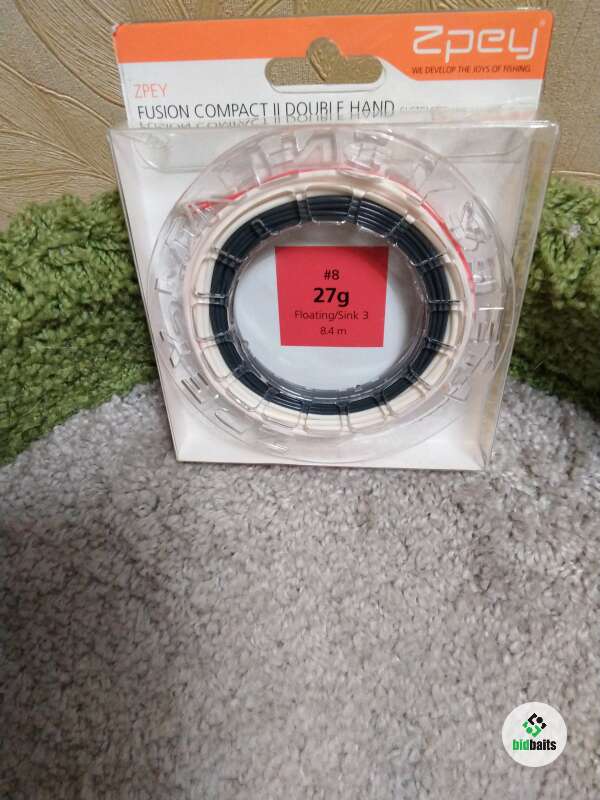 Zpey®
WE DEVELOP THE JOYS OF FISHING
ZPEY
FUSION COMPACT II DOUBLE HAND
#8
27g
Floating/Sink 3
8.4 m
bidbaits